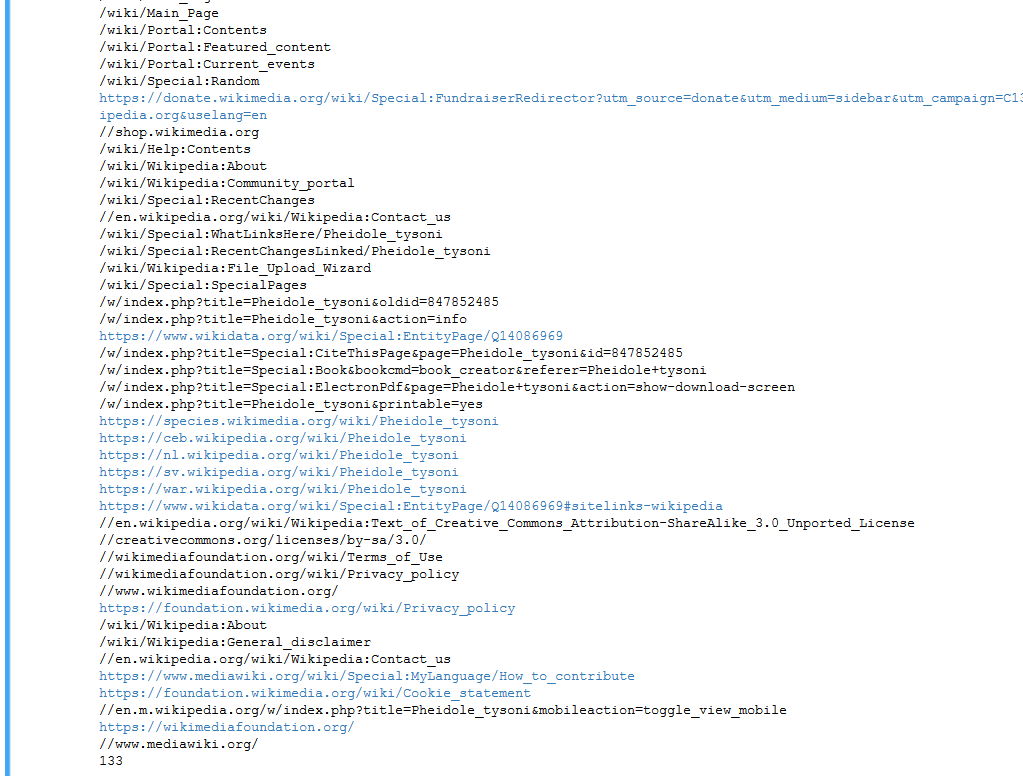 /wiki/Main_Page
/wiki/Portal:Contents
/wiki/Portal:Featured_content
/wiki/Portal:Current_events
/wiki/Special:Random
https://donate.wikimedia.org/wiki/Special:FundraiserRedirector?utm_source=donate&utm_medium=sidebar&utm_campaign=C13
ipedia.org&uselang=en
//shop.wikimedia.org
/wiki/Help:Contents
/wiki/Wikipedia:About
/wiki/Wikipedia:Community_portal
/wiki/Special:RecentChanges
//en.wikipedia.org/wiki/Wikipedia:Contact_us
/wiki/Special:WhatLinksHere/Pheidole_tysoni
/wiki/Special:RecentChangesLinked/Pheidole_tysoni
/wiki/Wikipedia:File_Upload_Wizard
/wiki/Special:SpecialPages
/w/index.php?title=Pheidole_tysoni&oldid=847852485
/w/index.php?title=Pheidole_tysoni&action=info
https://www.wikidata.org/wiki/Special:EntityPage/Q14086969
/w/index.php?title=Special:CiteThisPage&page=Pheidole_tysoni&id=847852485
/w/index.php?title=Special:Book&bookcmd=book_creator&referer=Pheidole+tysoni
/w/index.php?title=Special:ElectronPdf&page=Pheidole+tysoni&action=show-download-screen
/w/index.php?title=Pheidole_tysoni&printable=yes
https://species.wikimedia.org/wiki/Pheidole_tysoni
https://ceb.wikipedia.org/wiki/Pheidole_tysoni
https://nl.wikipedia.org/wiki/Pheidole_tysoni
https://sv.wikipedia.org/wiki/Pheidole_tysoni
https://war.wikipedia.org/wiki/Pheidole_tysoni
https://www.wikidata.org/wiki/Special:EntityPage/Q14086969#sitelinks-wikipedia
//en.wikipedia.org/wiki/Wikipedia:Text_of_Creative_Commons_Attribution-ShareAlike_3.0_Unported_License
//creativecommons.org/licenses/by-sa/3.0/
//wikimediafoundation.org/wiki/Terms_of_Use
//wikimediafoundation.org/wiki/Privacy_policy
//www.wikimediafoundation.org/
https://foundation.wikimedia.org/wiki/Privacy_policy
/wiki/Wikipedia:About
/wiki/Wikipedia:General_disclaimer
//en.wikipedia.org/wiki/Wikipedia:Contact_us
https://www.mediawiki.org/wiki/Special:MyLanguage/How_to_contribute
https://foundation.wikimedia.org/wiki/Cookie_statement
//en.m.wikipedia.org/w/index.php?title=Pheidole_tysoni&mobileaction=toggle_view_mobile
https://wikimediafoundation.org/
//www.mediawiki.org/
133